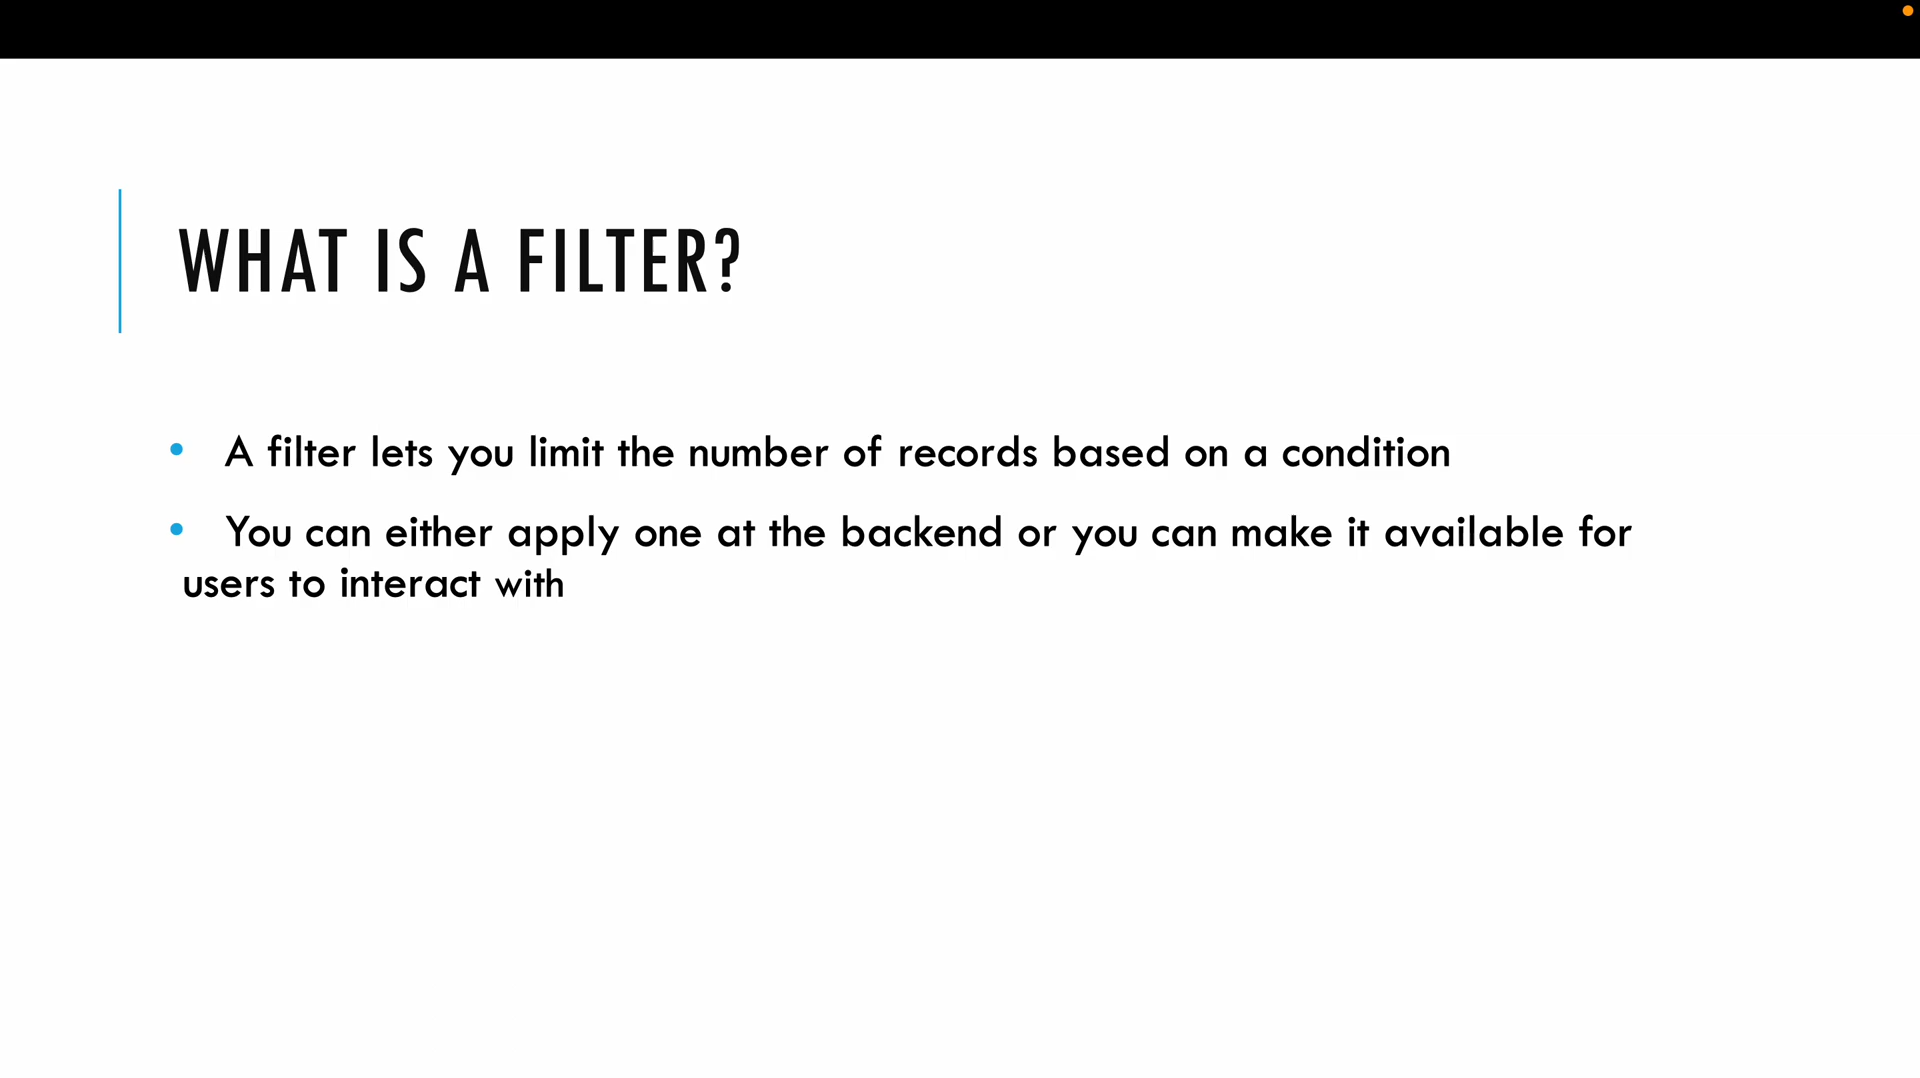 WHAT IS A FILTER?
• A filter lets you limit the number of records based on a condition
• You can either apply one at the backend or you can make it available for
users to interact with